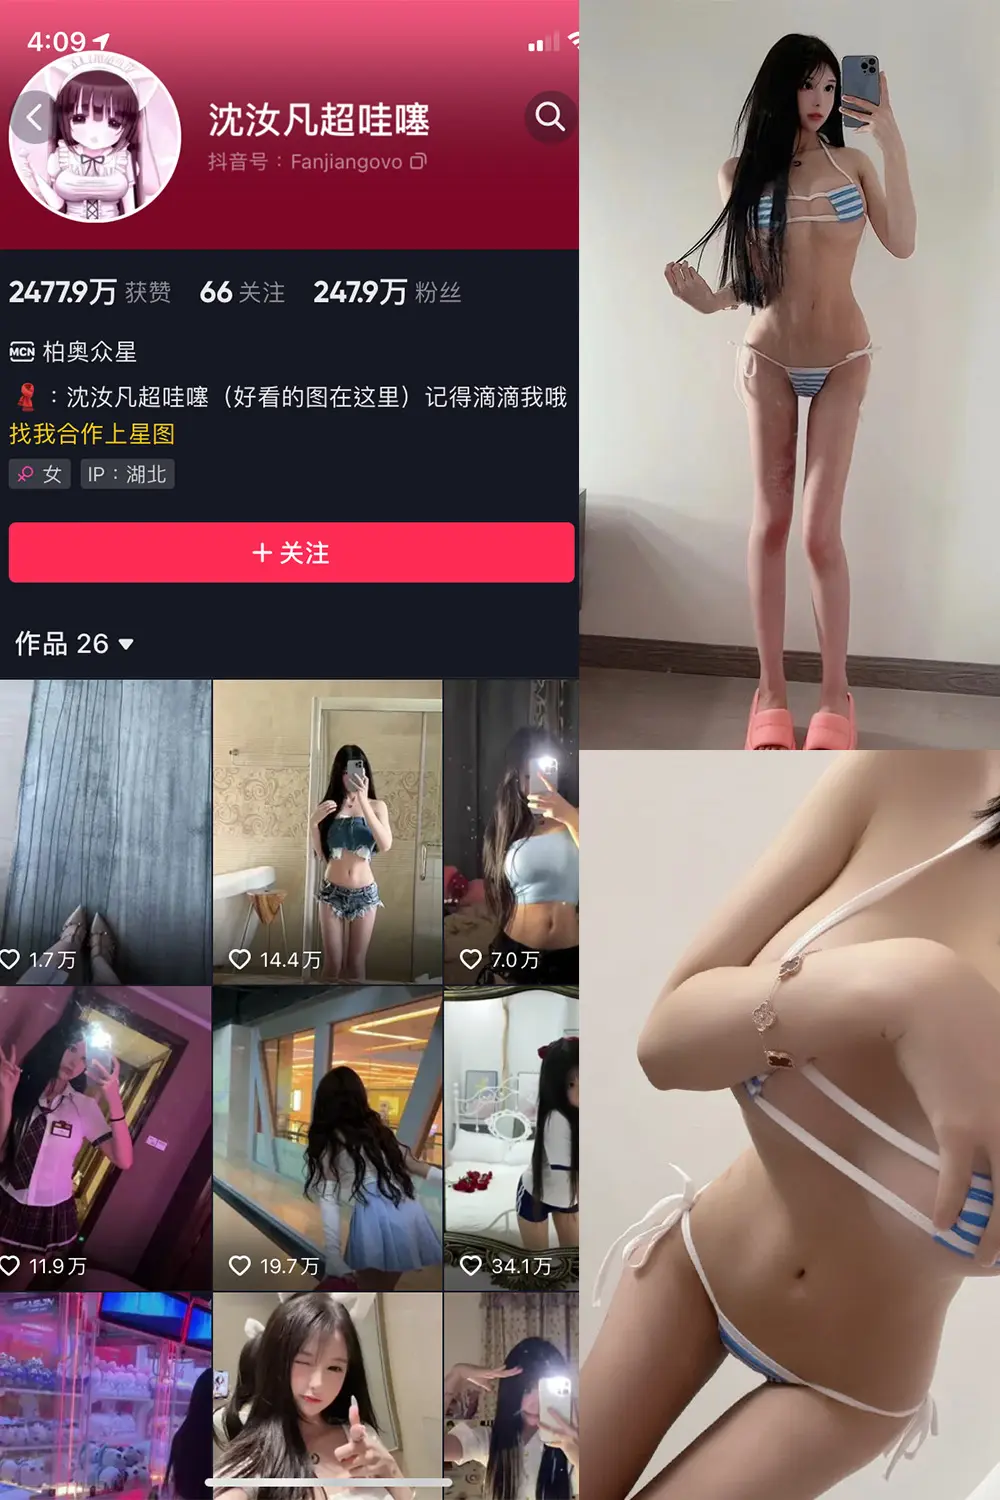 4:09
沈汝凡超哇噻
抖音号：Fanjiangovo
2477.9万 获赞 66 关注 247.9万 粉丝
MCN 柏奥众星
：沈汝凡超哇噻（好看的图在这里）记得滴滴我哦
找我合作上星图
女 IP：湖北
+ 关注
作品 26
1.7万 14.4万 7.0万
11.9万 19.7万 34.1万